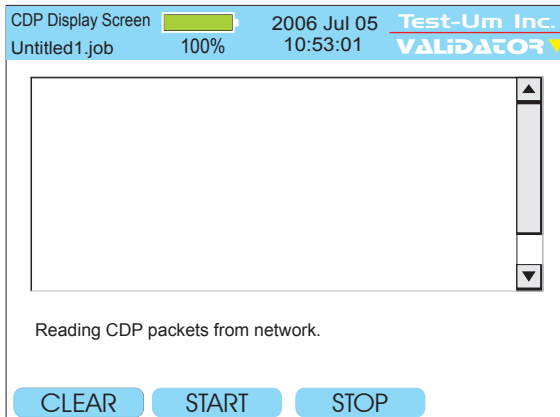 CDP Display Screen
2006 Jul 05
Test-Um Inc.
Untitled1.job
100%
10:53:01
VALiDATOR
Reading CDP packets from network.
CLEAR
START
STOP